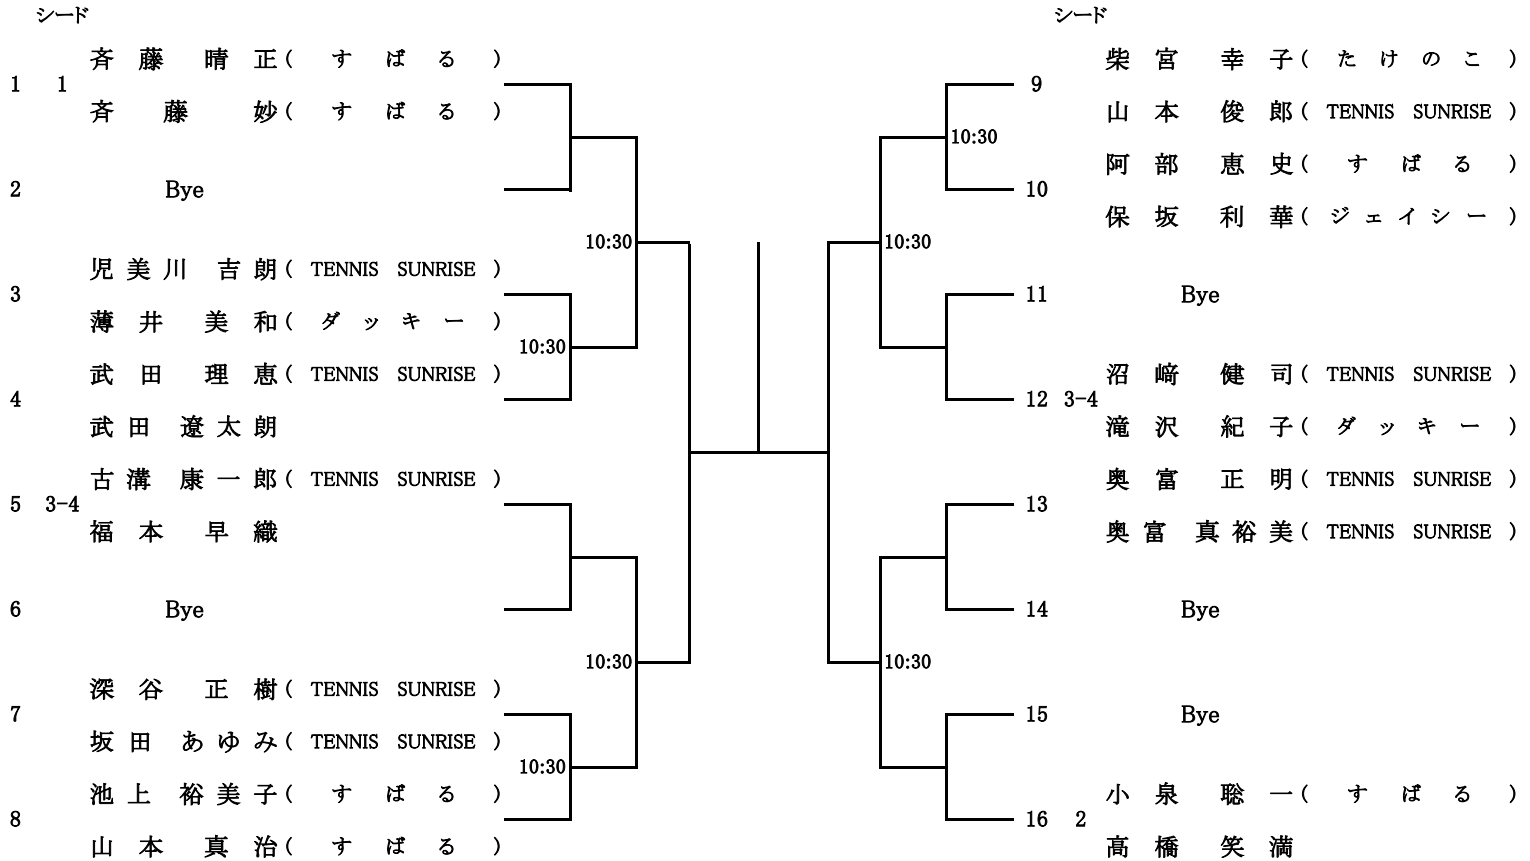 シード
斉藤 晴正( すばる )
1 1
斉藤 妙( すばる )
2 Bye
10:30
児美川 吉朗( TENNIS SUNRISE )
3
薄井 美和( ダッキー )
10:30
武田 理恵( TENNIS SUNRISE )
4
武田 遼太朗
古溝 康一郎( TENNIS SUNRISE )
5 3-4
福本 早織
6 Bye
10:30
深谷 正樹( TENNIS SUNRISE )
7
坂田 あゆみ( TENNIS SUNRISE )
10:30
池上 裕美子( すばる )
8
山本 真治( すばる )
シード
柴宮 幸子( たけのこ )
9
山本 俊郎( TENNIS SUNRISE )
10:30
阿部 恵史( すばる )
10
保坂 利華( ジェイシー )
10:30
11 Bye
沼﨑 健司( TENNIS SUNRISE )
12 3-4
滝沢 紀子( ダッキー )
奥富 正明( TENNIS SUNRISE )
13
奥富 真裕美( TENNIS SUNRISE )
14 Bye
10:30
15 Bye
小泉 聡一( すばる )
16 2
高橋 笑満